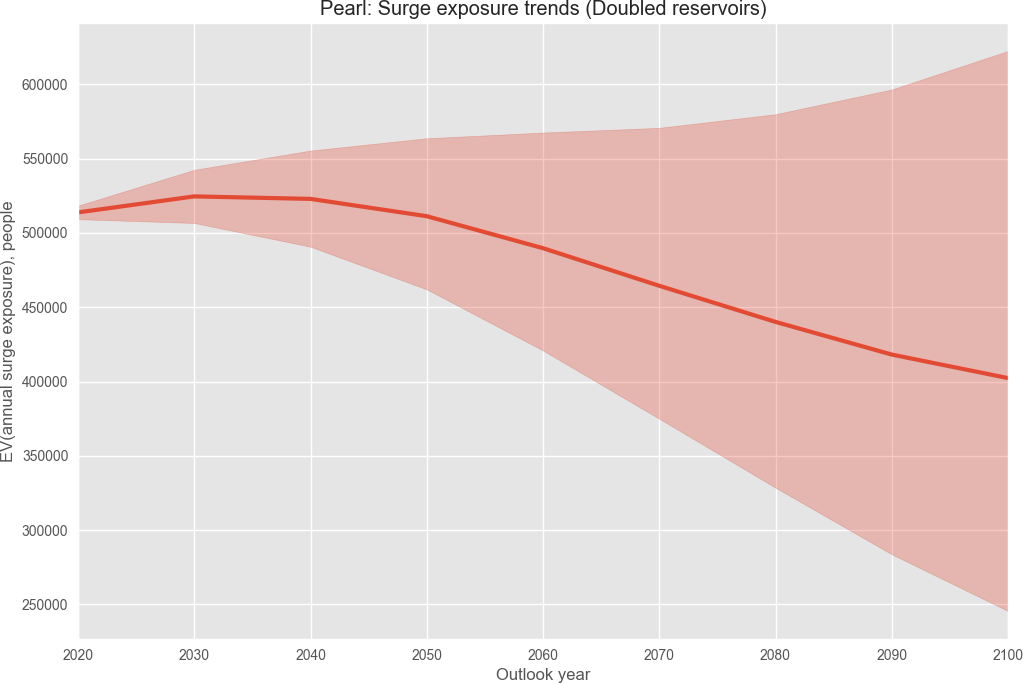 Pearl: Surge exposure trends (Doubled reservoirs)
600000
550000
500000
450000
400000
350000
300000
250000
EV(annual surge exposure), people
2020 2030 2040 2050 2060 2070 2080 2090 2100
Outlook year